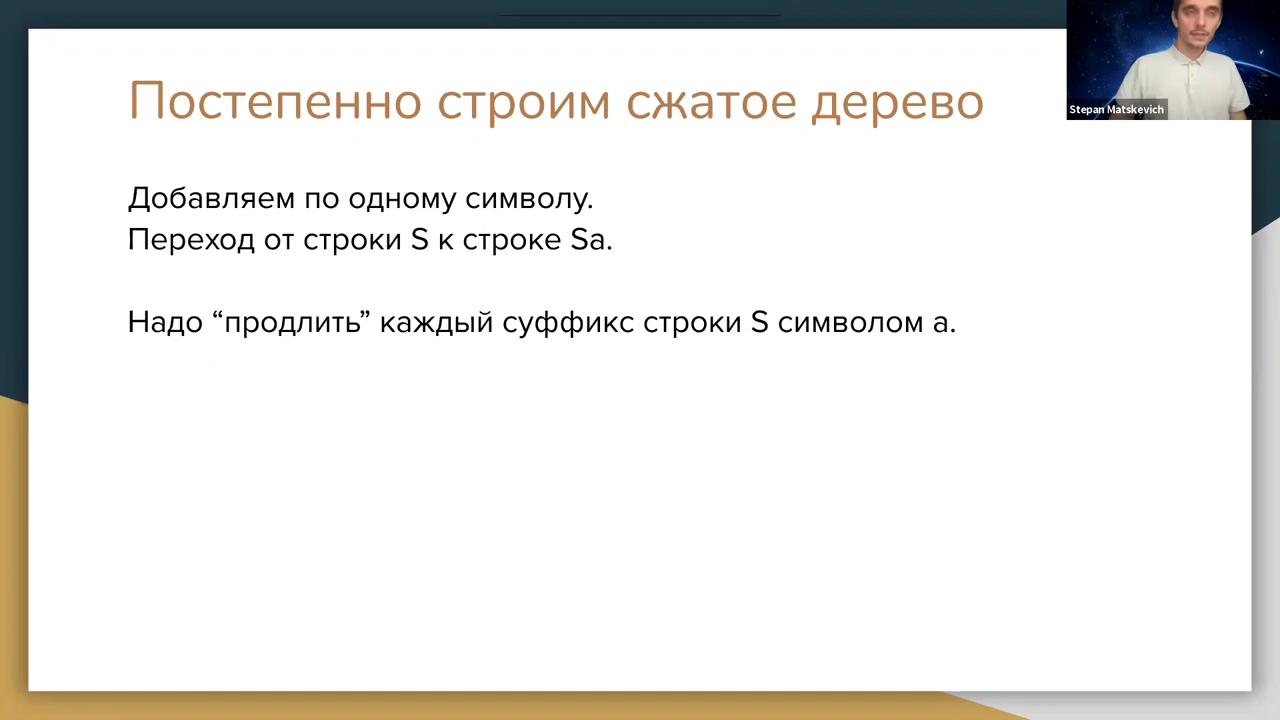 Постепенно строим сжатое дерево
Stepan Matskevich
Добавляем по одному символу.
Переход от строки S к строке Sa.
Надо “продлить” каждый суффикс строки S символом a.